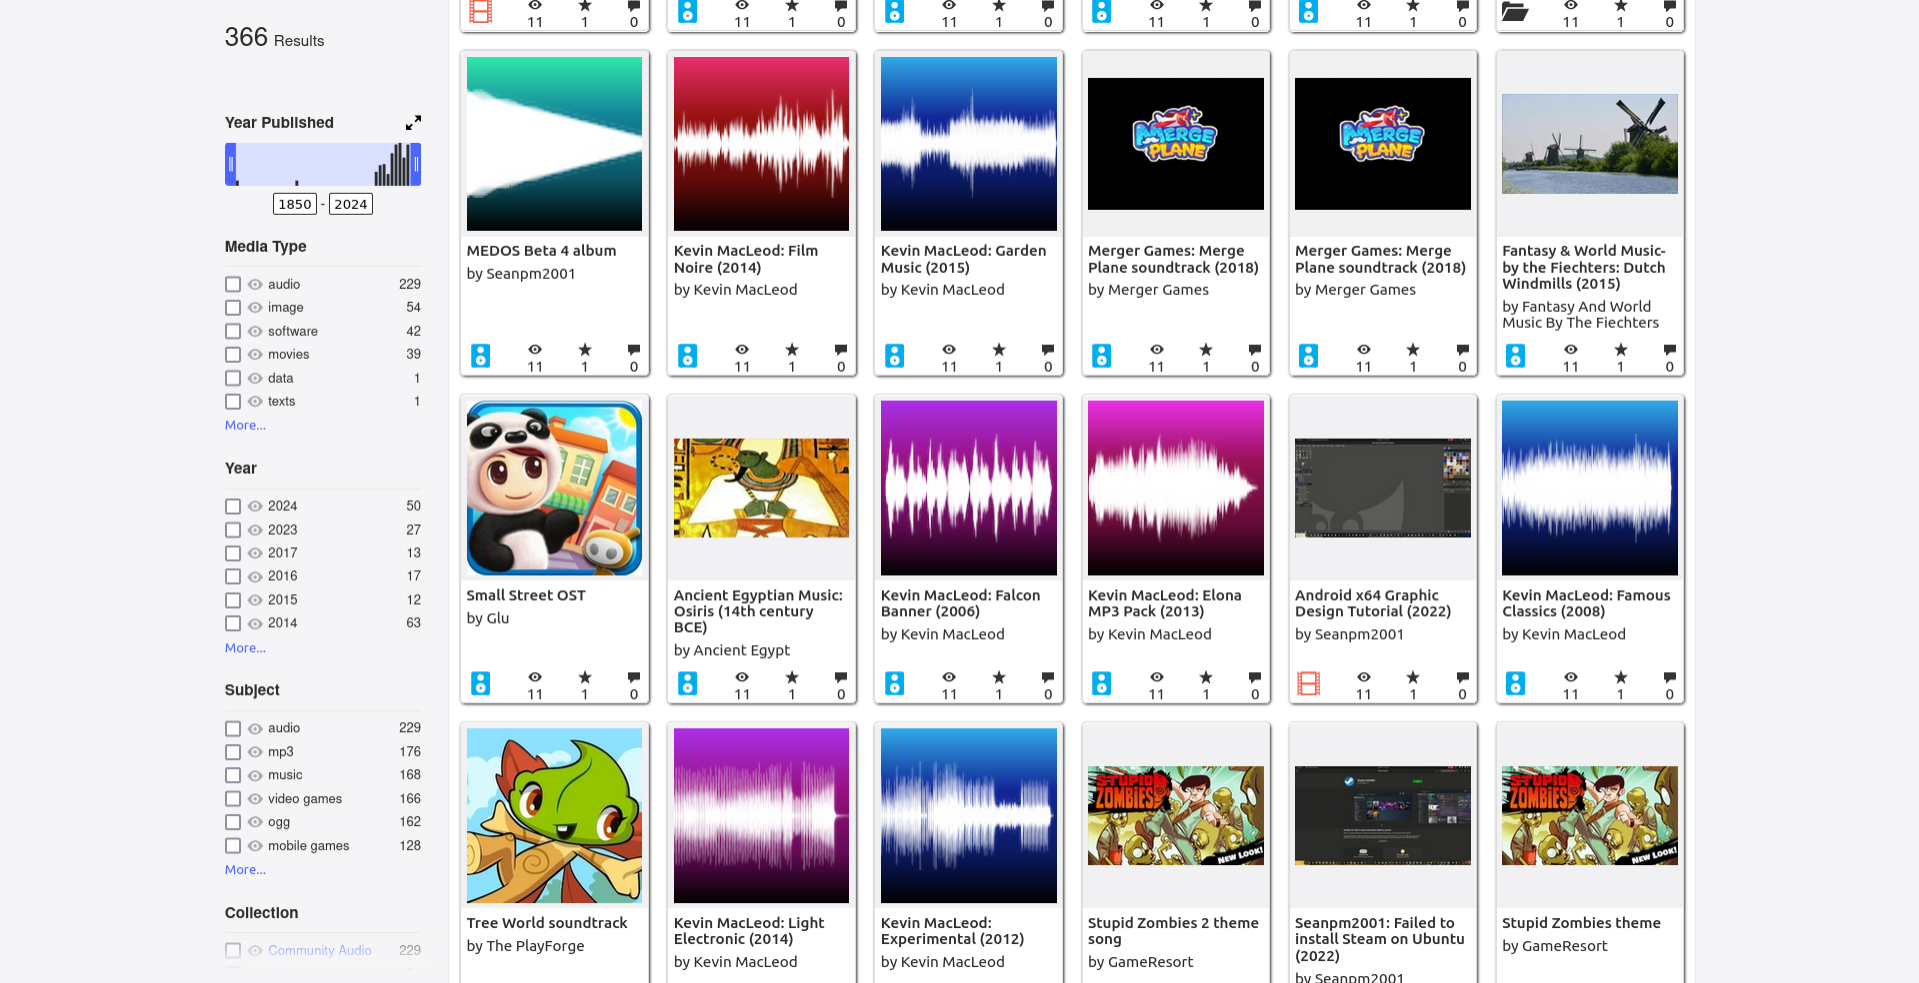 366 Results
Year Published
1850 - 2024
Media Type
audio 229
image 54
software 42
movies 39
data 1
texts 1
More...
Year
2024 50
2023 27
2017 13
2016 17
2015 12
2014 63
More...
Subject
audio 229
mp3 176
music 168
video games 166
ogg 162
mobile games 128
More...
Collection
Community Audio 229
11 1 0
11 1 0
11 1 0
11 1 0
11 1 0
11 1 0
MEDOS Beta 4 album
by Seanpm2001
11 1 0
Kevin MacLeod: Film
Noire (2014)
by Kevin MacLeod
11 1 0
Kevin MacLeod: Garden
Music (2015)
by Kevin MacLeod
11 1 0
MERGE
PLANE
Merger Games: Merge
Plane soundtrack (2018)
by Merger Games
11 1 0
MERGE
PLANE
Merger Games: Merge
Plane soundtrack (2018)
by Merger Games
11 1 0
Fantasy & World Music-
by the Fiechters: Dutch
Windmills (2015)
by Fantasy And World
Music By The Fiechters
11 1 0
Small Street OST
by Glu
11 1 0
Ancient Egyptian Music:
Osiris (14th century
BCE)
by Ancient Egypt
11 1 0
Kevin MacLeod: Falcon
Banner (2006)
by Kevin MacLeod
11 1 0
Kevin MacLeod: Elona
MP3 Pack (2013)
by Kevin MacLeod
11 1 0
Android x64 Graphic
Design Tutorial (2022)
by Seanpm2001
11 1 0
Kevin MacLeod: Famous
Classics (2008)
by Kevin MacLeod
11 1 0
Tree World soundtrack
by The PlayForge
Kevin MacLeod: Light
Electronic (2014)
by Kevin MacLeod
Kevin MacLeod:
Experimental (2012)
by Kevin MacLeod
STUPID
ZOMBIES
NEW LOOK!
Stupid Zombies 2 theme
song
by GameResort
Seanpm2001: Failed to
install Steam on Ubuntu
(2022)
by Seanpm2001
STUPID
ZOMBIES
NEW LOOK!
Stupid Zombies theme
by GameResort